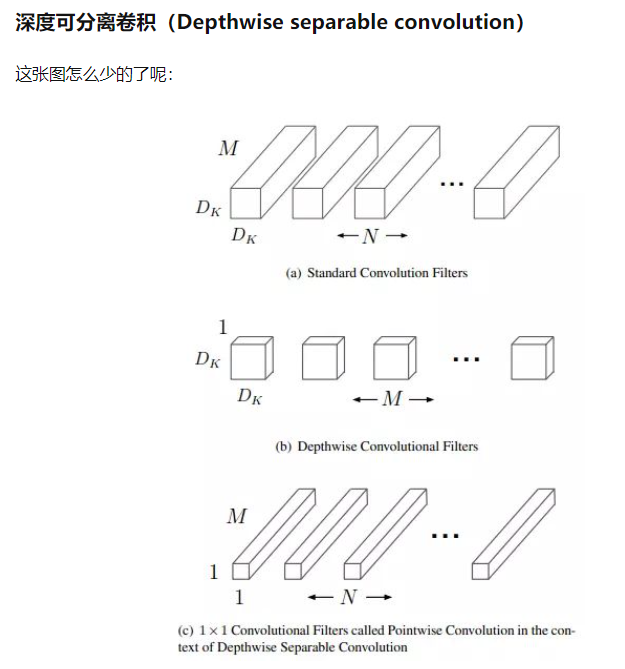 深度可分离卷积（Depthwise separable convolution）
这张图怎么少的了呢：
M
D_K
D_K
N
...
(a) Standard Convolution Filters
1
D_K
D_K
M
...
(b) Depthwise Convolutional Filters
M
1
1
N
...
(c) 1 × 1 Convolutional Filters called Pointwise Convolution in the con-
text of Depthwise Separable Convolution